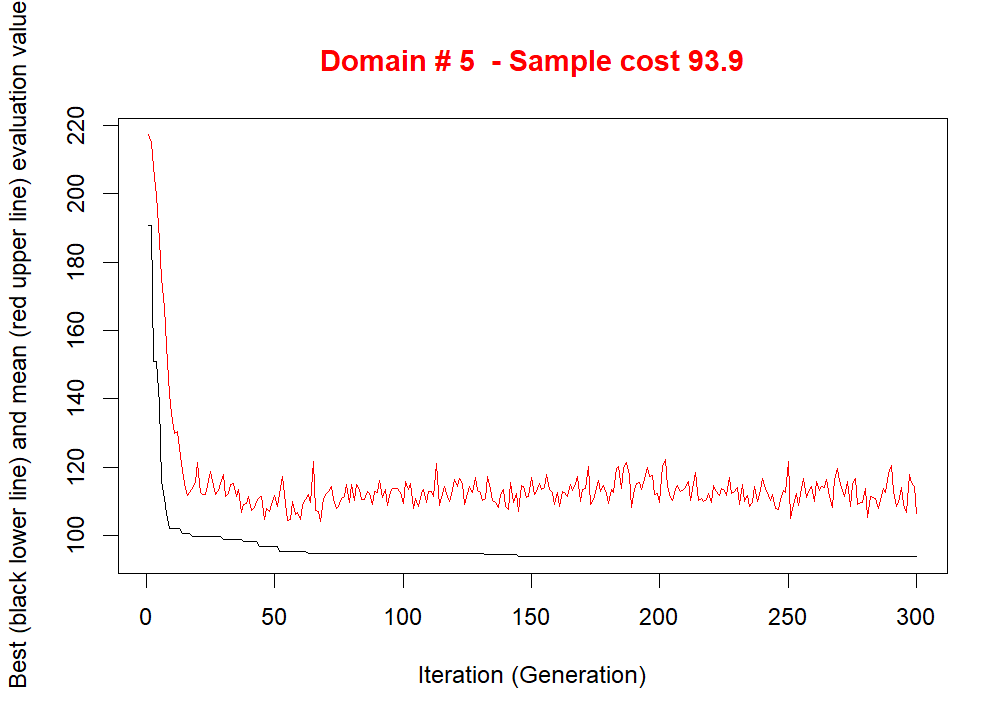 Domain # 5  - Sample cost 93.9
Best (black lower line) and mean (red upper line) evaluation value
220
200
180
160
140
120
100
0 50 100 150 200 250 300
Iteration (Generation)